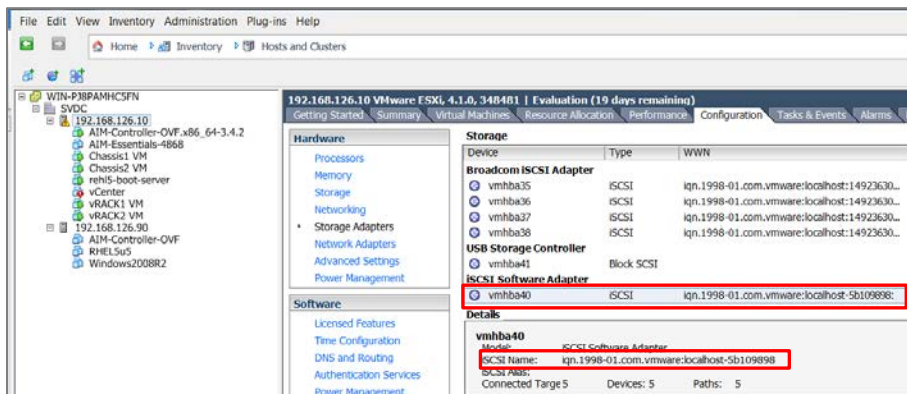 File Edit View Inventory Administration Plug-ins Help
Home Inventory Hosts and Clusters
WIN-PJ8PAMHC5FN
SVDC
192.168.126.10
AIM-Controller-OVF.x86_64-3.4.2
AIM-Essentials-4868
Chassis1 VM
Chassis2 VM
rehl5-boot-server
vCenter
vRACK1 VM
vRACK2 VM
192.168.126.90
AIM-Controller-OVF
RHEL5u5
Windows2008R2
192.168.126.10 VMware ESXi, 4.1.0, 348481 | Evaluation (19 days remaining)
Getting Started Summary Virtual Machines Resource Allocation Performance Configuration Tasks & Events Alarms
Hardware
Processors
Memory
Storage
Networking
Storage Adapters
Network Adapters
Advanced Settings
Power Management
Software
Licensed Features
Time Configuration
DNS and Routing
Authentication Services
Power Management
Storage
Device Type WWN
Broadcom iSCSI Adapter
vmhba35 iSCSI iqn.1998-01.com.vmware:localhost:14923630...
vmhba36 iSCSI iqn.1998-01.com.vmware:localhost:14923630...
vmhba37 iSCSI iqn.1998-01.com.vmware:localhost:14923630...
vmhba38 iSCSI iqn.1998-01.com.vmware:localhost:14923630...
USB Storage Controller
vmhba41 Block SCSI
iSCSI Software Adapter
vmhba40 iSCSI iqn.1998-01.com.vmware:localhost-5b109898:
Details
vmhba40
Model: iSCSI Software Adapter
iSCSI Name: iqn.1998-01.com.vmware:localhost-5b109898
iSCSI Alias:
Connected Targe 5 Devices: 5 Paths: 5